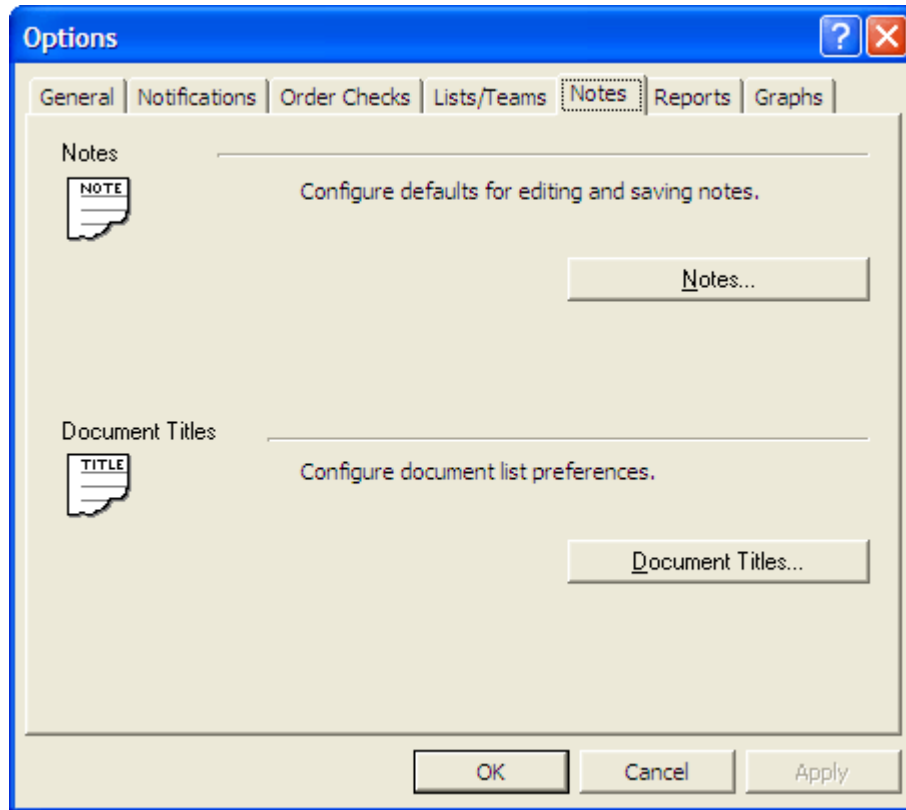 Options
General Notifications Order Checks Lists/Teams Notes Reports Graphs
Notes
NOTE
Configure defaults for editing and saving notes.
Notes...
Document Titles
TITLE
Configure document list preferences.
Document Titles...
OK Cancel Apply